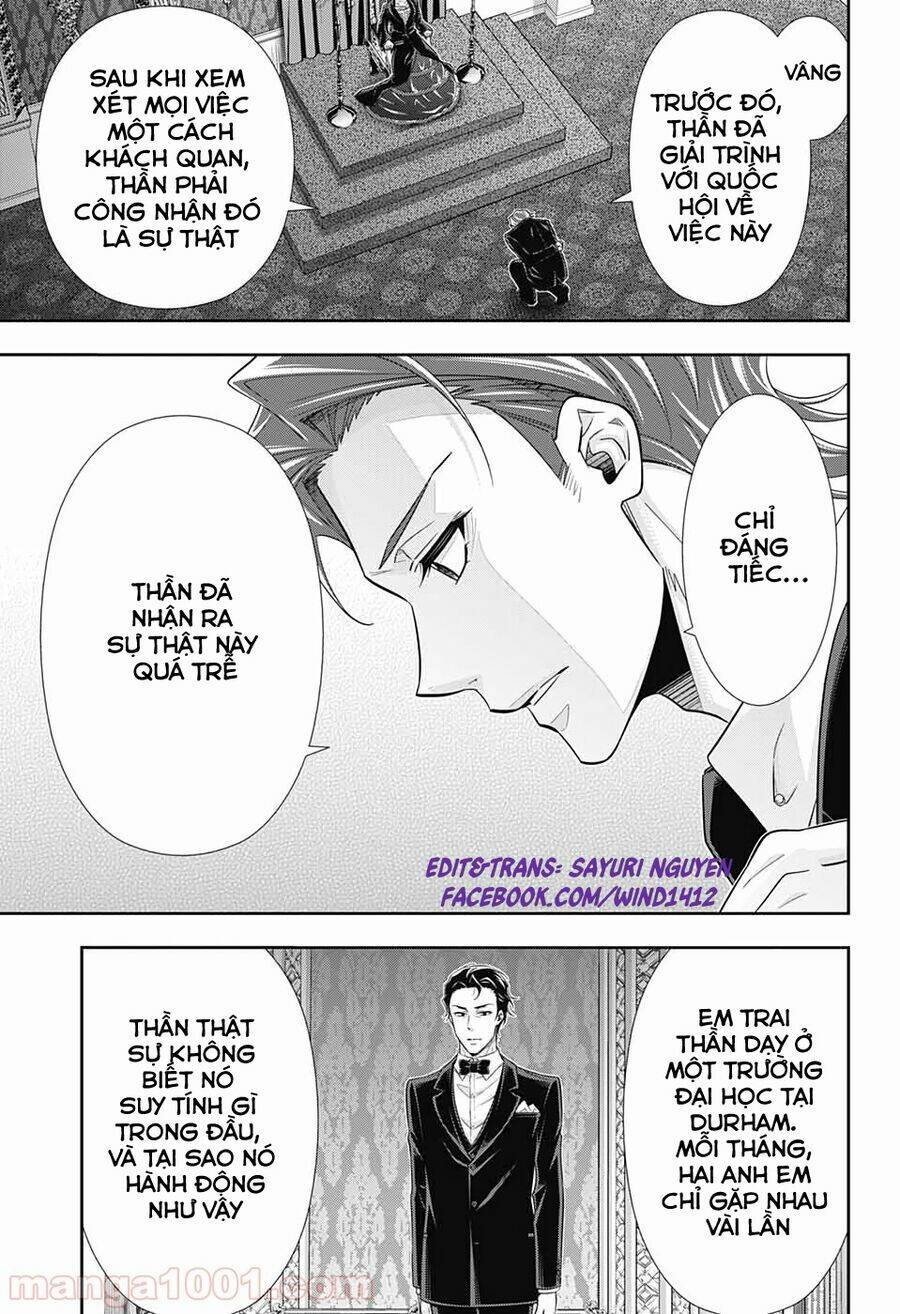 VÂNG
TRƯỚC ĐÓ,
THẦN ĐÃ
GIẢI TRÌNH
VỚI QUỐC
HỘI VỀ
VIỆC NÀY
SAU KHI XEM
XÉT MỌI VIỆC
MỘT CÁCH
KHÁCH QUAN,
THẦN PHẢI
CÔNG NHẬN ĐÓ
LÀ SỰ THẬT
CHỈ
ĐÁNG
TIẾC...
THẦN ĐÃ
NHẬN RA
SỰ THẬT NÀY
QUÁ TRỄ
EDIT&TRANS: SAYURI NGUYEN
FACEBOOK.COM/WIND1412
EM TRAI
THẦN DẠY Ở
MỘT TRƯỜNG
ĐẠI HỌC TẠI
DURHAM.
MỖI THÁNG,
HAI ANH EM
CHỈ GẶP NHAU
VÀI LẦN
THẦN THẬT
SỰ KHÔNG
BIẾT NÓ
SUY TÍNH GÌ
TRONG ĐẦU,
VÀ TẠI SAO NÓ
HÀNH ĐỘNG
NHƯ VẬY
manga1001.com